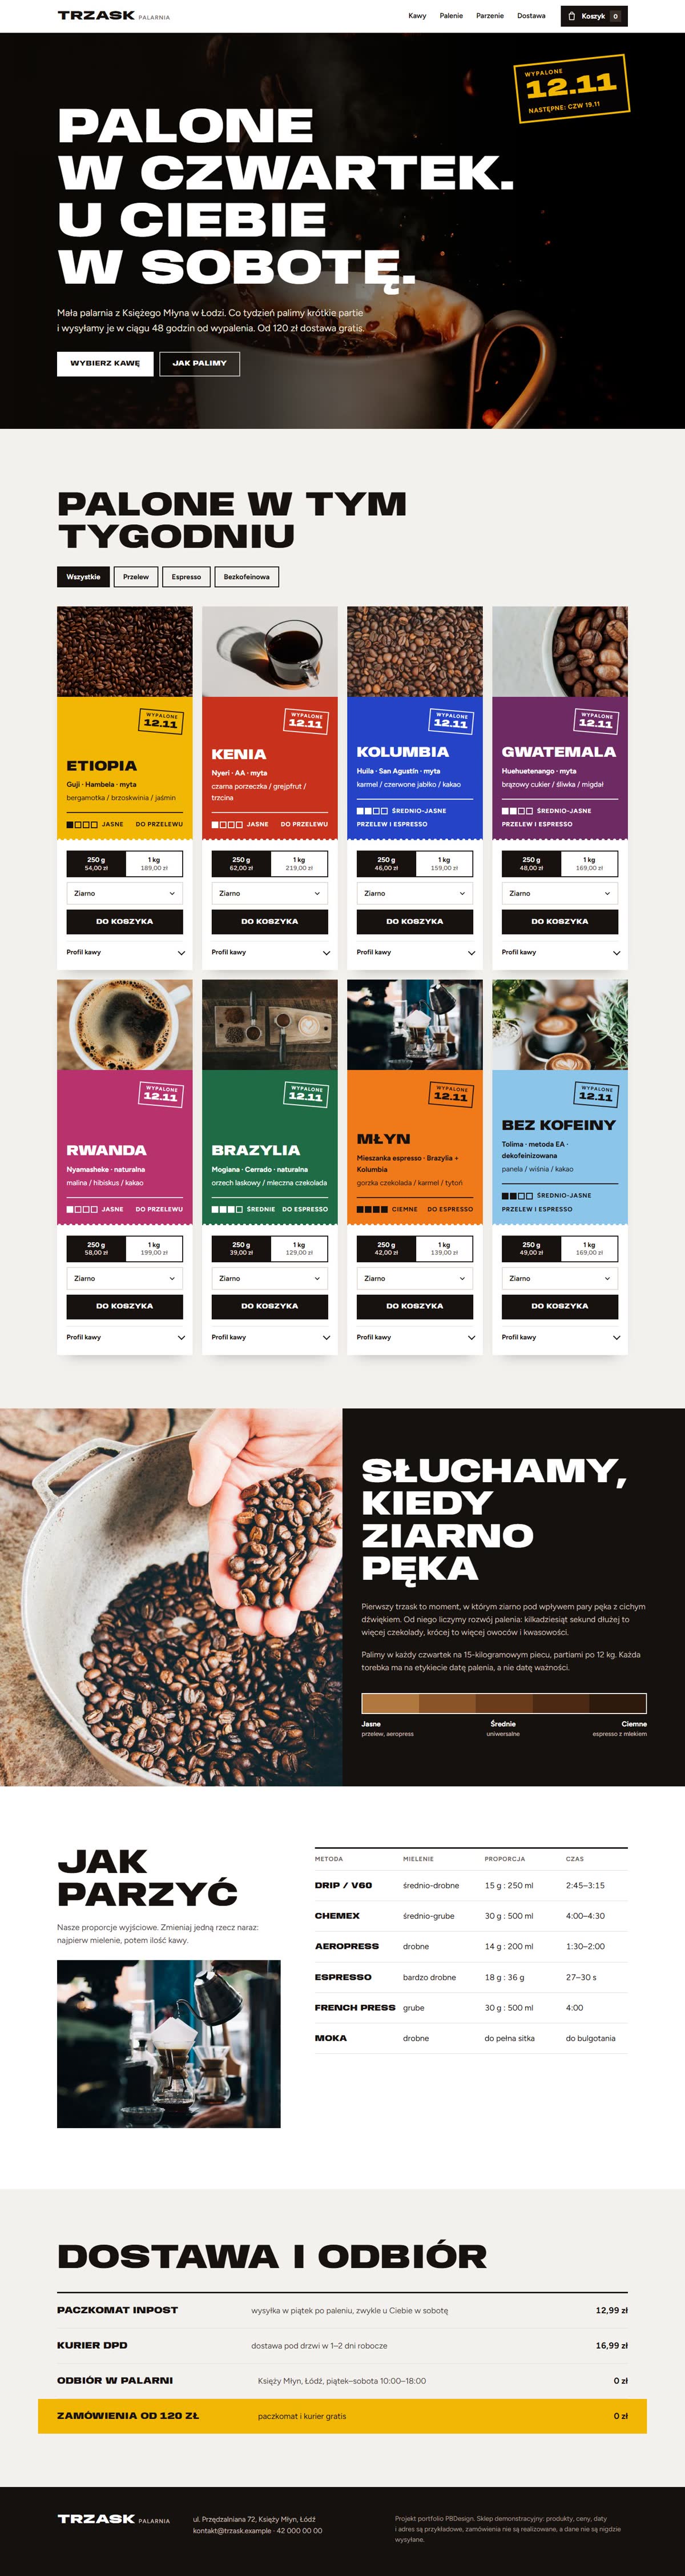 TRZASK PALARNIA
Kawy Palenie Parzenie Dostawa Koszyk 0
WYPALONE
12.11
NASTĘPNE: CZW 19.11
PALONE
W CZWARTEK.
U CIEBIE
W SOBOTĘ.
Mała palarnia z Księżego Młyna w Łodzi. Co tydzień palimy krótkie partie
i wysyłamy je w ciągu 48 godzin od wypalenia. Od 120 zł dostawa gratis.
WYBIERZ KAWĘ JAK PALIMY
PALONE W TYM
TYGODNIU
Wszystkie Przelew Espresso Bezkofeinowa
WYPALONE
12.11
ETIOPIA
Guji · Hambela · myta
bergamotka / brzoskwinia / jaśmin
JASNE DO PRZELEWU
250 g 1 kg
54,00 zł 189,00 zł
Ziarno
DO KOSZYKA
Profil kawy
WYPALONE
12.11
KENIA
Nyeri · AA · myta
czarna porzeczka / grejpfrut /
trzcina
JASNE DO PRZELEWU
250 g 1 kg
62,00 zł 219,00 zł
Ziarno
DO KOSZYKA
Profil kawy
WYPALONE
12.11
KOLUMBIA
Huila · San Agustín · myta
karmel / czerwone jabłko / kakao
ŚREDNIO-JASNE
PRZELEW I ESPRESSO
250 g 1 kg
46,00 zł 159,00 zł
Ziarno
DO KOSZYKA
Profil kawy
WYPALONE
12.11
GWATEMALA
Huehuetenango · myta
brązowy cukier / śliwka / migdał
ŚREDNIO-JASNE
PRZELEW I ESPRESSO
250 g 1 kg
48,00 zł 169,00 zł
Ziarno
DO KOSZYKA
Profil kawy
WYPALONE
12.11
RWANDA
Nyamasheke · naturalna
malina / hibiskus / kakao
JASNE DO PRZELEWU
250 g 1 kg
58,00 zł 199,00 zł
Ziarno
DO KOSZYKA
Profil kawy
WYPALONE
12.11
BRAZYLIA
Mogiana · Cerrado · naturalna
orzech laskowy / mleczna czekolada
ŚREDNIE DO ESPRESSO
250 g 1 kg
39,00 zł 129,00 zł
Ziarno
DO KOSZYKA
Profil kawy
WYPALONE
12.11
MŁYN
Mieszanka espresso · Brazylia +
Kolumbia
gorzka czekolada / karmel / tytoń
CIEMNE DO ESPRESSO
250 g 1 kg
42,00 zł 139,00 zł
Ziarno
DO KOSZYKA
Profil kawy
WYPALONE
12.11
BEZ KOFEINY
Tolima · metoda EA ·
dekofeinizowana
panela / wiśnia / kakao
ŚREDNIO-JASNE
PRZELEW I ESPRESSO
250 g 1 kg
49,00 zł 169,00 zł
Ziarno
DO KOSZYKA
Profil kawy
SŁUCHAMY,
KIEDY
ZIARNO
PĘKA
Pierwszy trzask to moment, w którym ziarno pod wpływem pary pęka z cichym
dźwiękiem. Od niego liczymy rozwój palenia: kilkadziesiąt sekund dłużej to
więcej czekolady, krócej to więcej owoców i kwasowości.
Palimy w każdy czwartek na 15-kilogramowym piecu, partiami po 12 kg. Każda
torebka ma na etykiecie datę palenia, a nie datę ważności.
Jasne Średnie Ciemne
przelew, aeropress uniwersalne espresso z mlekiem
JAK
PARZYĆ
Nasze proporcje wyjściowe. Zmieniaj jedną rzecz naraz:
najpierw mielenie, potem ilość kawy.
METODA MIELENIE PROPORCJA CZAS
DRIP / V60 średnio-drobne 15 g : 250 ml 2:45–3:15
CHEMEX średnio-grube 30 g : 500 ml 4:00–4:30
AEROPRESS drobne 14 g : 200 ml 1:30–2:00
ESPRESSO bardzo drobne 18 g : 36 g 27–30 s
FRENCH PRESS grube 30 g : 500 ml 4:00
MOKA drobne do pełna sitka do bulgotania
DOSTAWA I ODBIÓR
PACZKOMAT INPOST wysyłka w piątek po paleniu, zwykle u Ciebie w sobotę 12,99 zł
KURIER DPD dostawa pod drzwi w 1–2 dni robocze 16,99 zł
ODBIÓR W PALARNI Księży Młyn, Łódź, piątek–sobota 10:00–18:00 0 zł
ZAMÓWIENIA OD 120 ZŁ paczkomat i kurier gratis 0 zł
TRZASK PALARNIA
ul. Przędzalniana 72, Księży Młyn, Łódź
kontakt@trzask.example · 42 000 00 00
Projekt portfolio PBDesign. Sklep demonstracyjny: produkty, ceny, daty
i adres są przykładowe, zamówienia nie są realizowane, a dane nie są nigdzie
wysyłane.